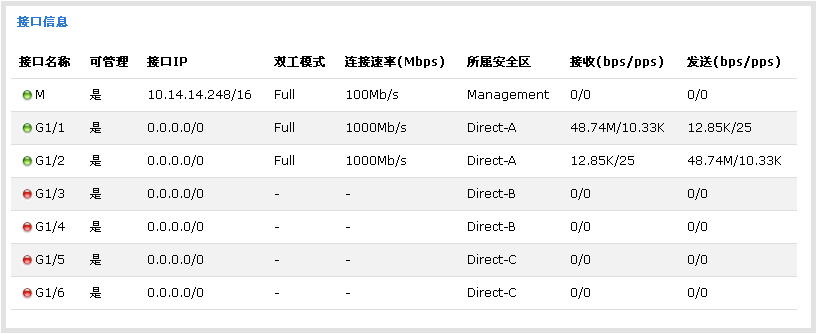 接口信息
接口名称 可管理 接口IP 双工模式 连接速率(Mbps) 所属安全区 接收(bps/pps) 发送(bps/pps)
M 是 10.14.14.248/16 Full 100Mb/s Management 0/0 0/0
G1/1 是 0.0.0.0/0 Full 1000Mb/s Direct-A 48.74M/10.33K 12.85K/25
G1/2 是 0.0.0.0/0 Full 1000Mb/s Direct-A 12.85K/25 48.74M/10.33K
G1/3 是 0.0.0.0/0 - - Direct-B 0/0 0/0
G1/4 是 0.0.0.0/0 - - Direct-B 0/0 0/0
G1/5 是 0.0.0.0/0 - - Direct-C 0/0 0/0
G1/6 是 0.0.0.0/0 - - Direct-C 0/0 0/0